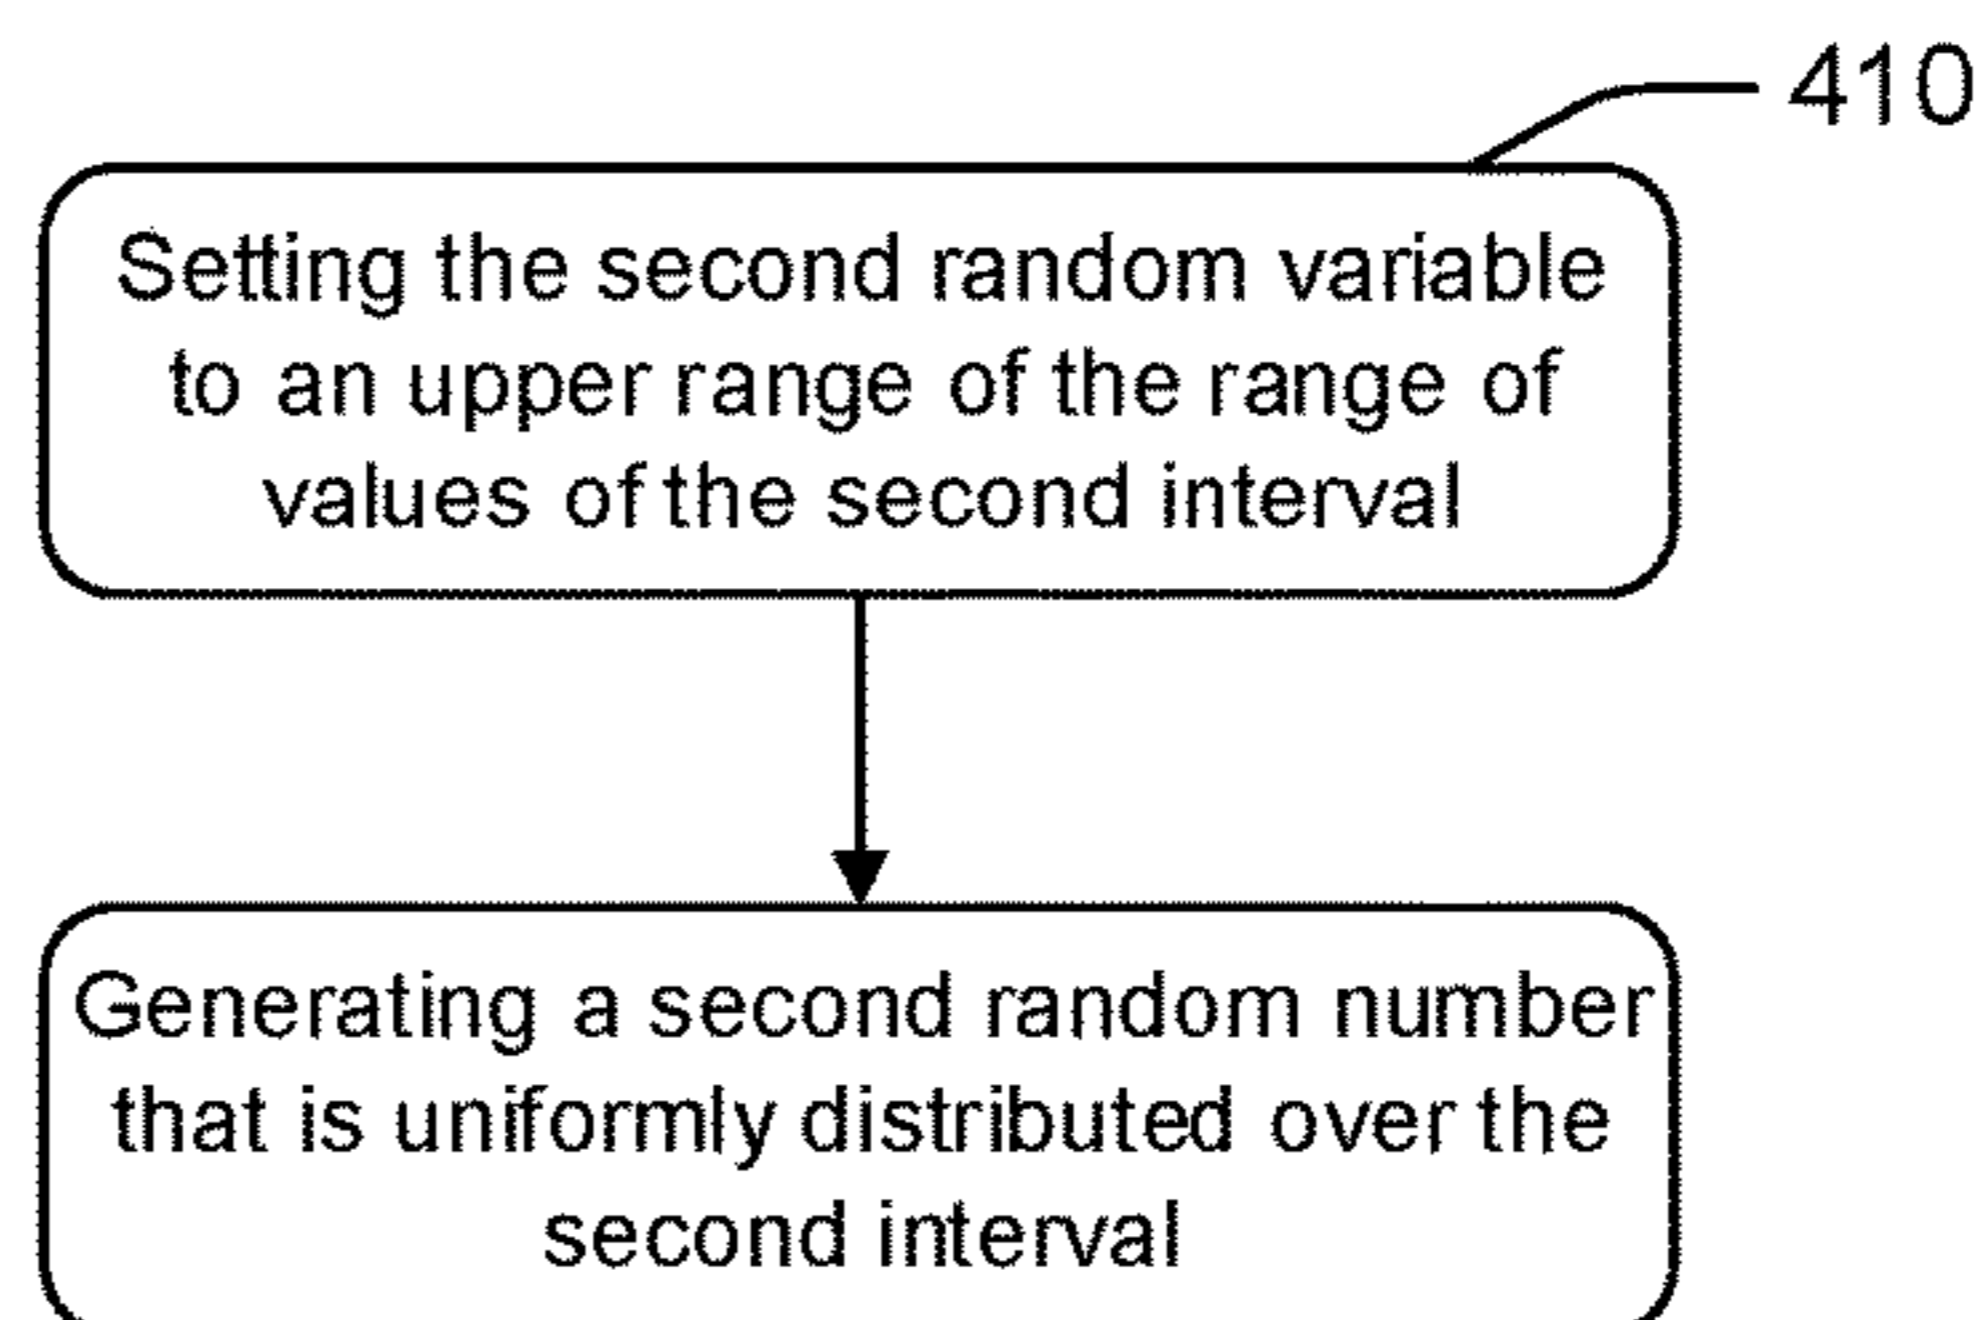 410
Setting the second random variable
to an upper range of the range of
values of the second interval
Generating a second random number
that is uniformly distributed over the
second interval